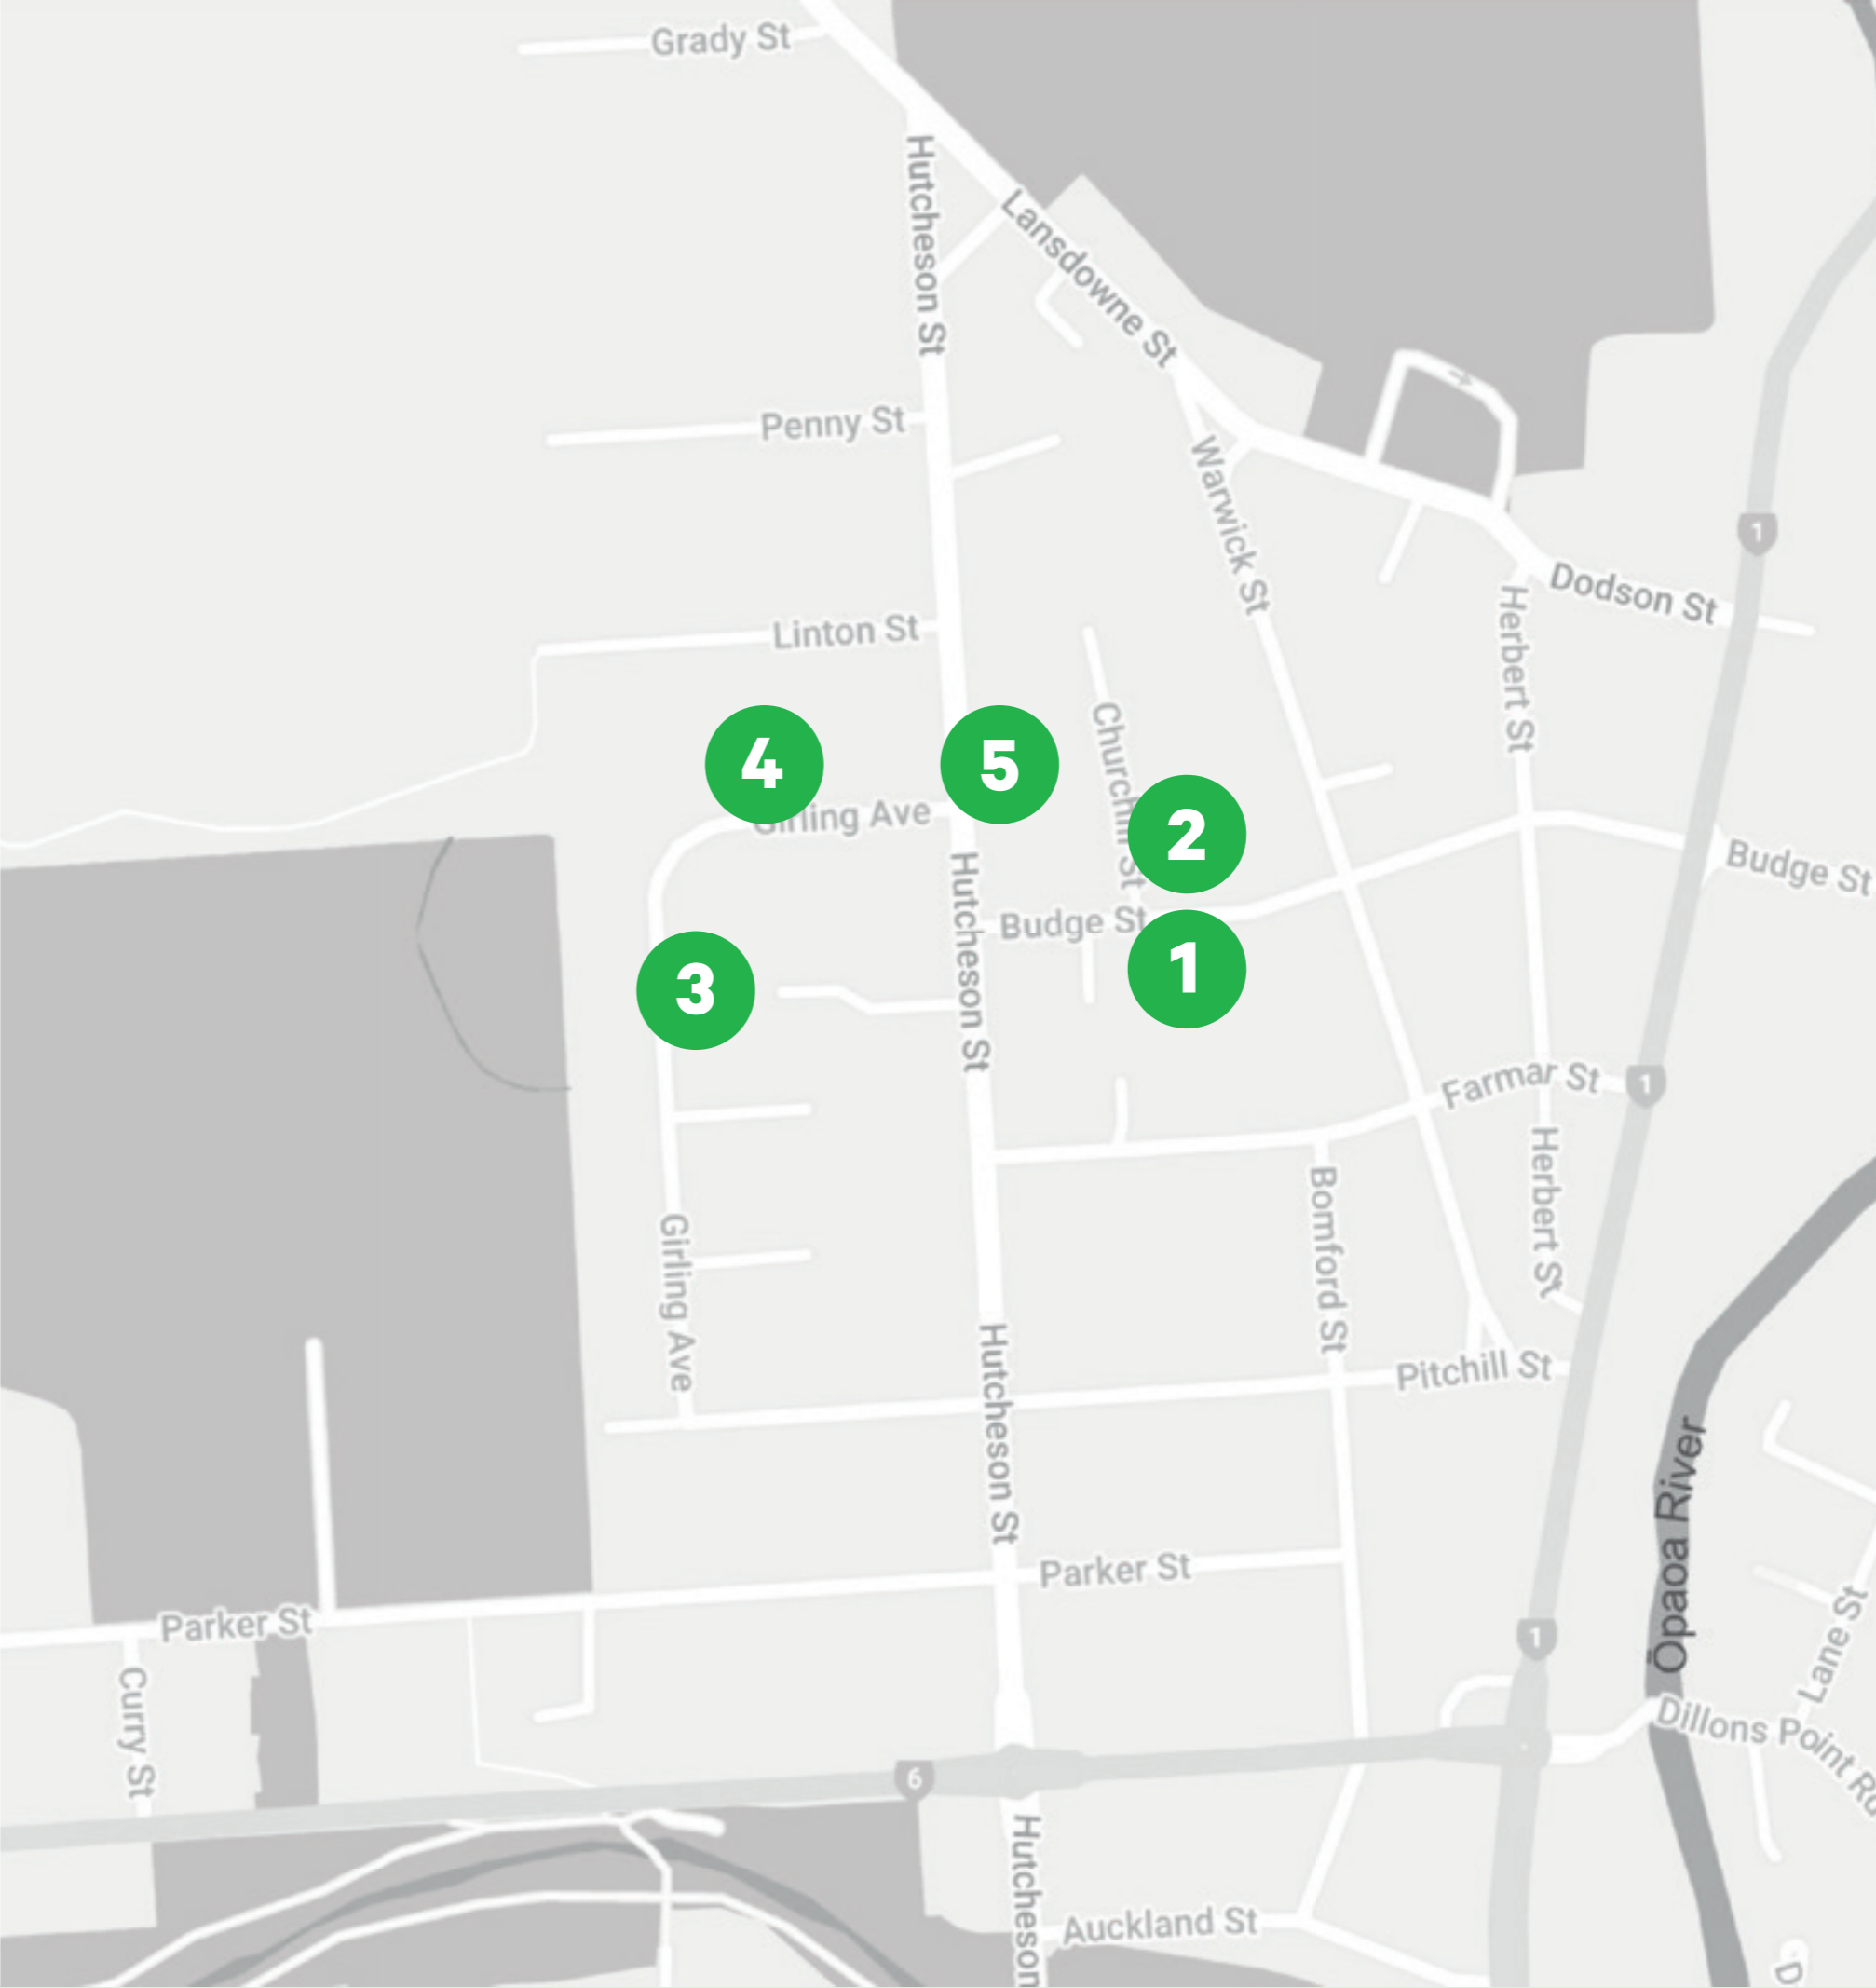 Grady St
Hutcheson St
Lansdowne St
Penny St
Warwick St
1
Dodson St
Linton St
Herbert St
4
5
Churchill St
Girling Ave
2
Budge St
Hutcheson St
Budge St
1
3
Farmar St
1
Herbert St
Bomford St
Girling Ave
Hutcheson St
Pitchill St
Ōpaoa River
Parker St
Parker St
1
Lane St
Curry St
Dillons Point Rd
6
Hutcheson
Auckland St
D